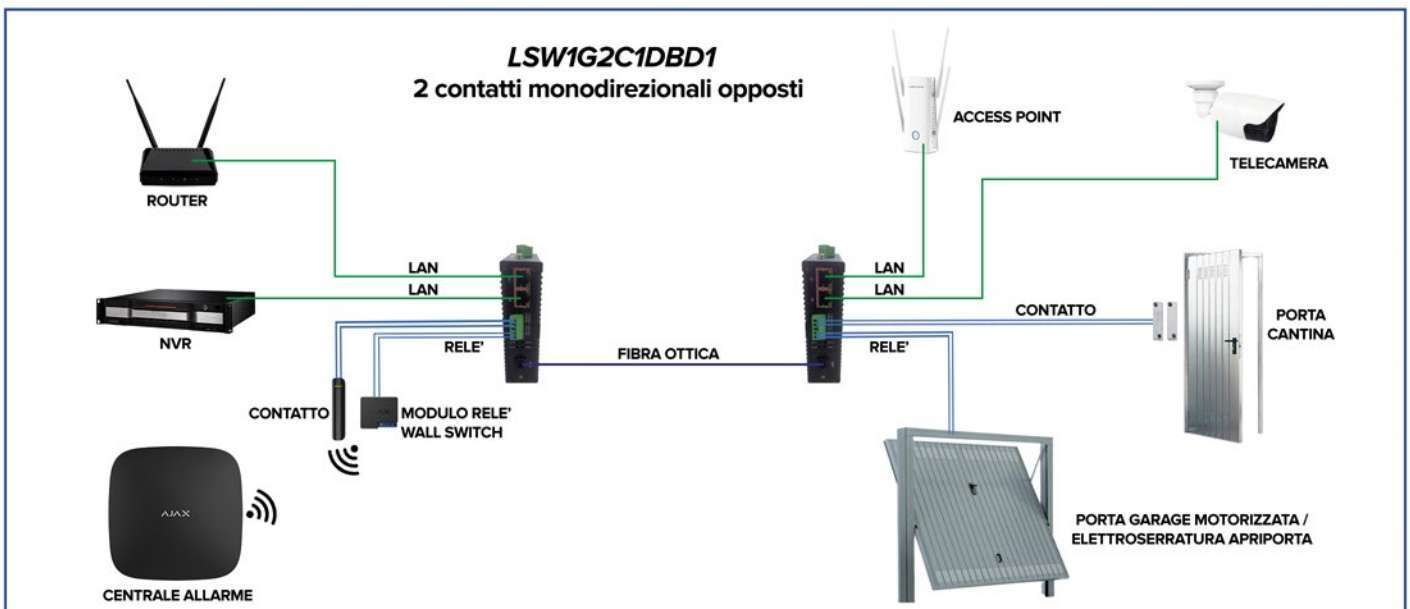 LSW1G2C1DBD1
2 contatti monodirezionali opposti
ROUTER
ACCESS POINT
TELECAMERA
LAN
LAN
NVR
RELE'
CONTATTO
MODULO RELE'
WALL SWITCH
FIBRA OTTICA
LAN
LAN
CONTATTO
RELE'
PORTA
CANTINA
AJAX
AJAX
CENTRALE ALLARME
PORTA GARAGE MOTORIZZATA /
ELETTROSERRATURA APRIPORTA